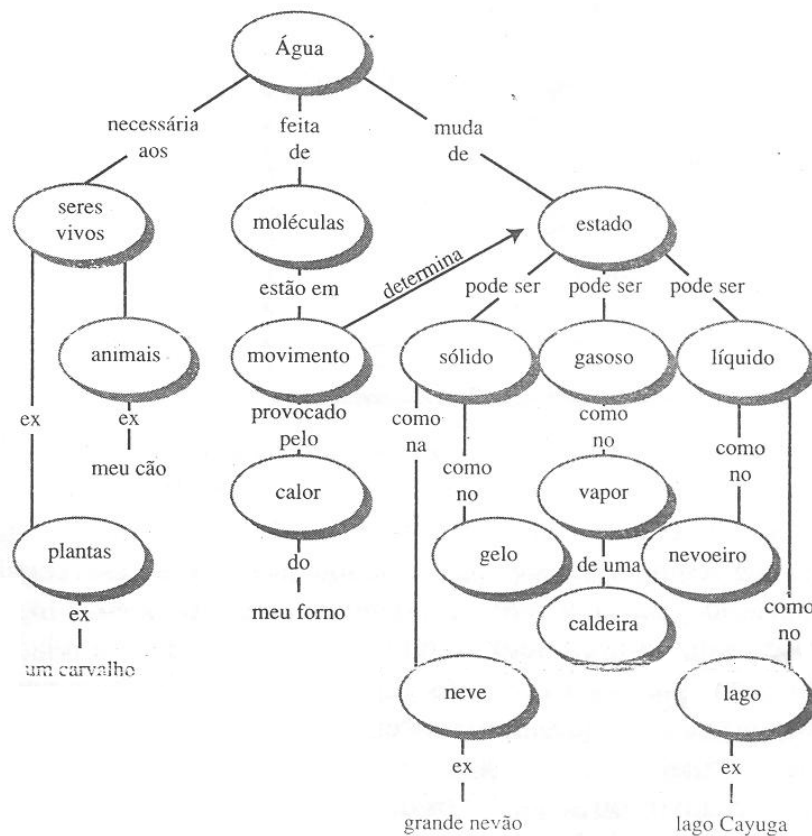 Água
necessária
aos
feita
de
muda
de
seres
vivos
moléculas
estado
estão em
determina
pode ser
pode ser
pode ser
animais
movimento
sólido
gasoso
líquido
ex
ex
provocado
pelo
como
na
como
no
como
no
como
no
meu cão
calor
vapor
plantas
do
gelo
de uma
nevoeiro
ex
meu forno
caldeira
como
no
um carvalho
neve
lago
ex
ex
grande nevão
lago Cayuga